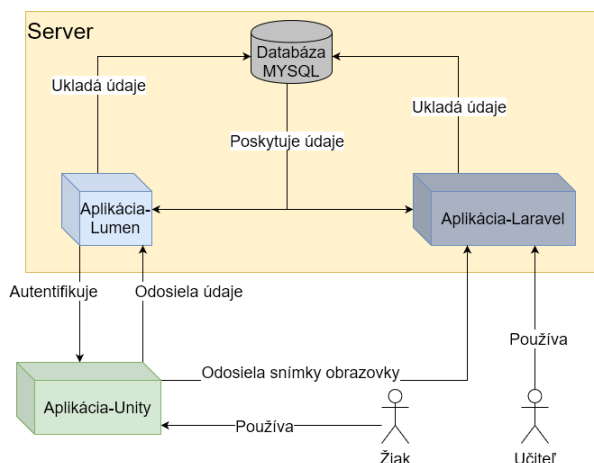 Server
Databáza
MYSQL
Ukladá údaje
Ukladá údaje
Poskytuje údaje
Aplikácia-
Lumen
Aplikácia-Laravel
Autentifikuje
Odosiela údaje
Používa
Odosiela snímky obrazovky
Aplikácia-Unity
Používa
Žiak
Učiteľ